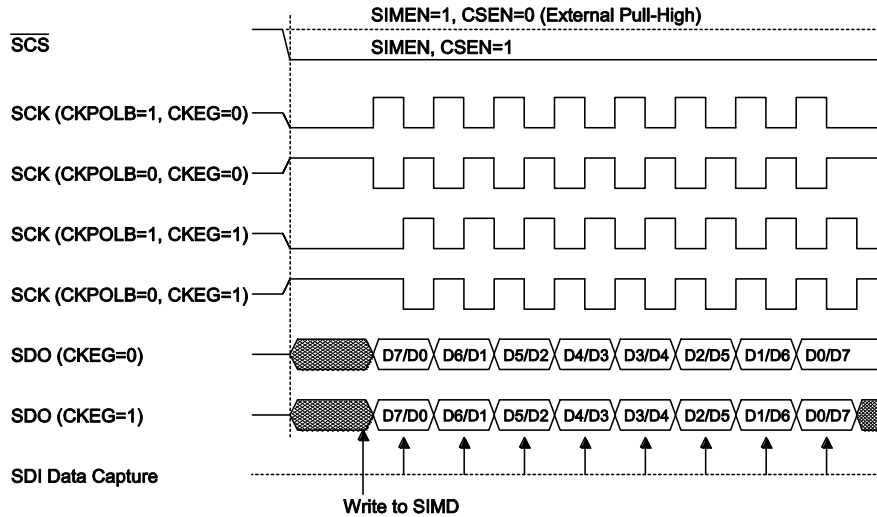 SIMEN=1, CSEN=0 (External Pull-High)
SCS
SIMEN, CSEN=1
SCK (CKPOLB=1, CKEG=0)
SCK (CKPOLB=0, CKEG=0)
SCK (CKPOLB=1, CKEG=1)
SCK (CKPOLB=0, CKEG=1)
SDO (CKEG=0) D7/D0 D6/D1 D5/D2 D4/D3 D3/D4 D2/D5 D1/D6 D0/D7
SDO (CKEG=1) D7/D0 D6/D1 D5/D2 D4/D3 D3/D4 D2/D5 D1/D6 D0/D7
SDI Data Capture
Write to SIMD